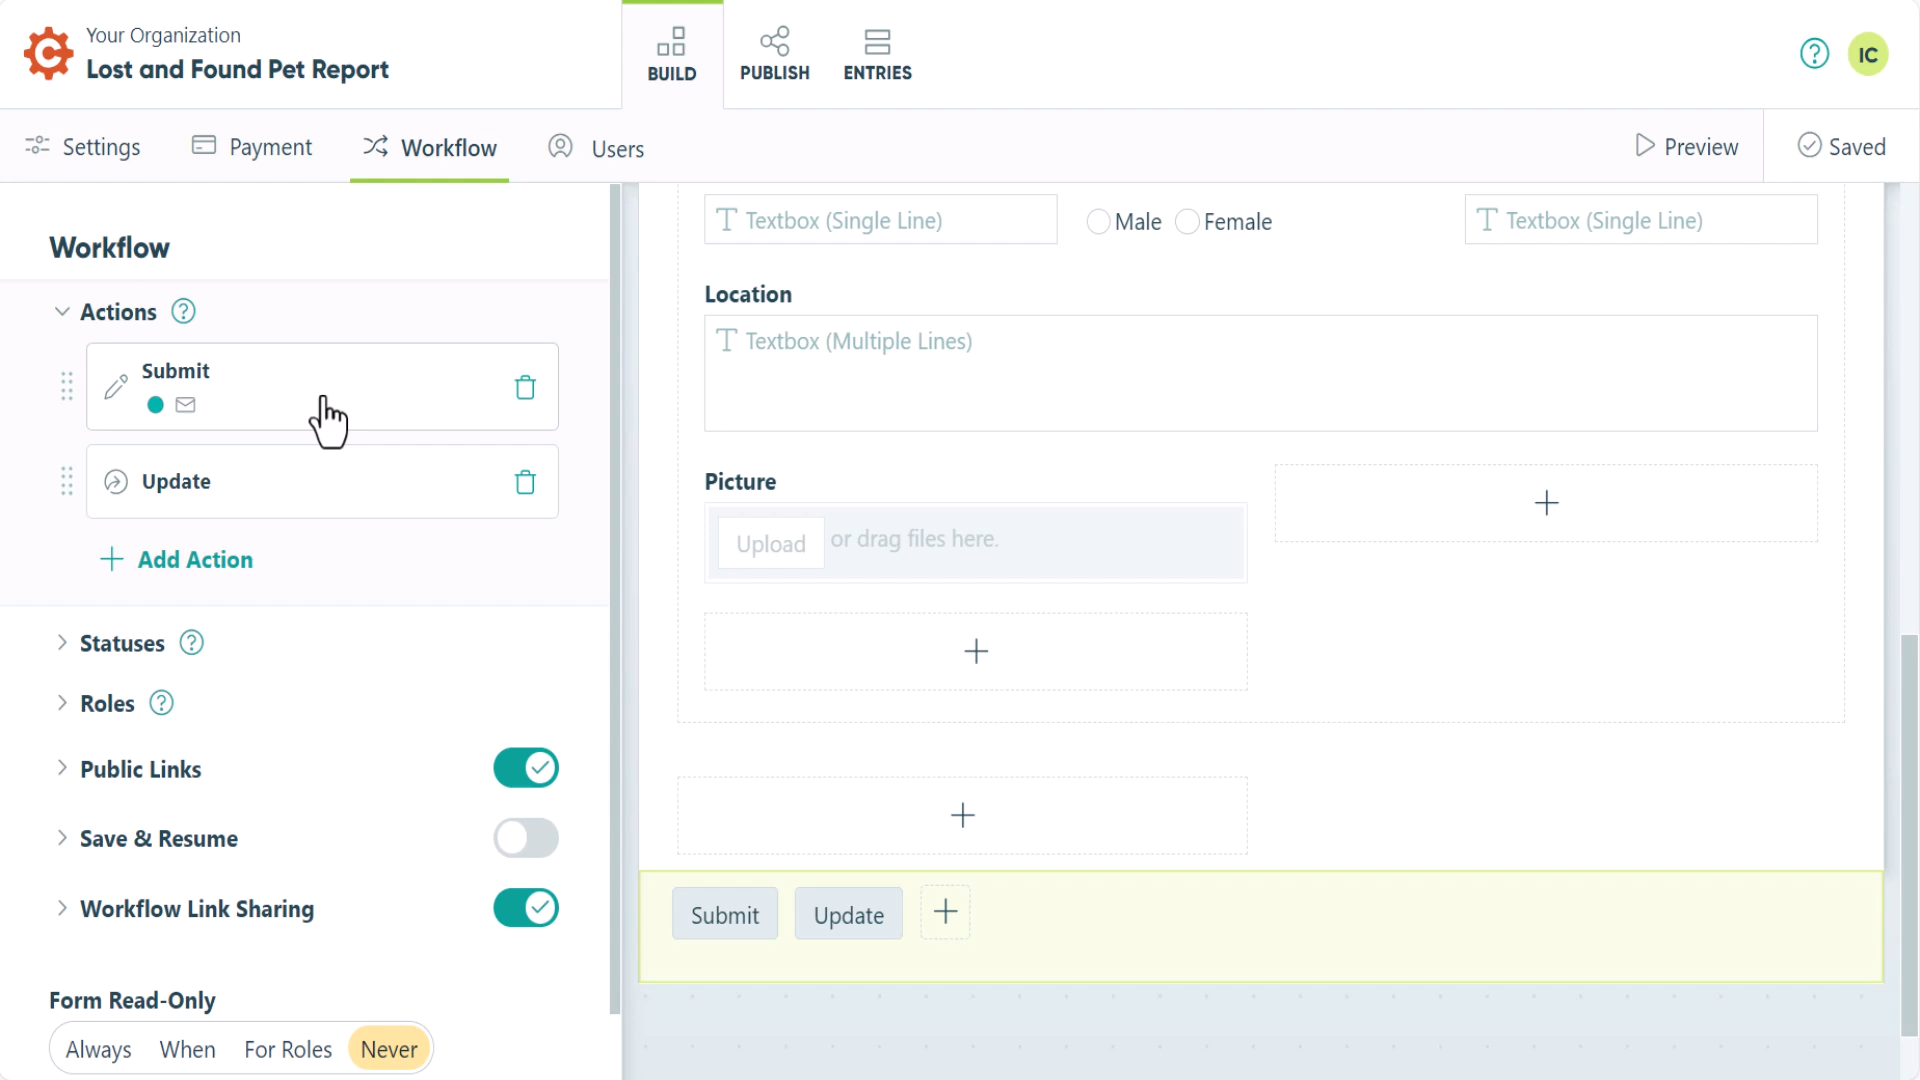 Your Organization
Lost and Found Pet Report
BUILD
PUBLISH
ENTRIES
?
IC
Settings
Payment
Workflow
Users
Preview
Saved
Workflow
Actions ?
Submit
Update
Add Action
Statuses ?
Roles ?
Public Links
Save & Resume
Workflow Link Sharing
Form Read-Only
Always When For Roles Never
T Textbox (Single Line) Male Female T Textbox (Single Line)
Location
T Textbox (Multiple Lines)
Picture
Upload or drag files here.
Submit Update